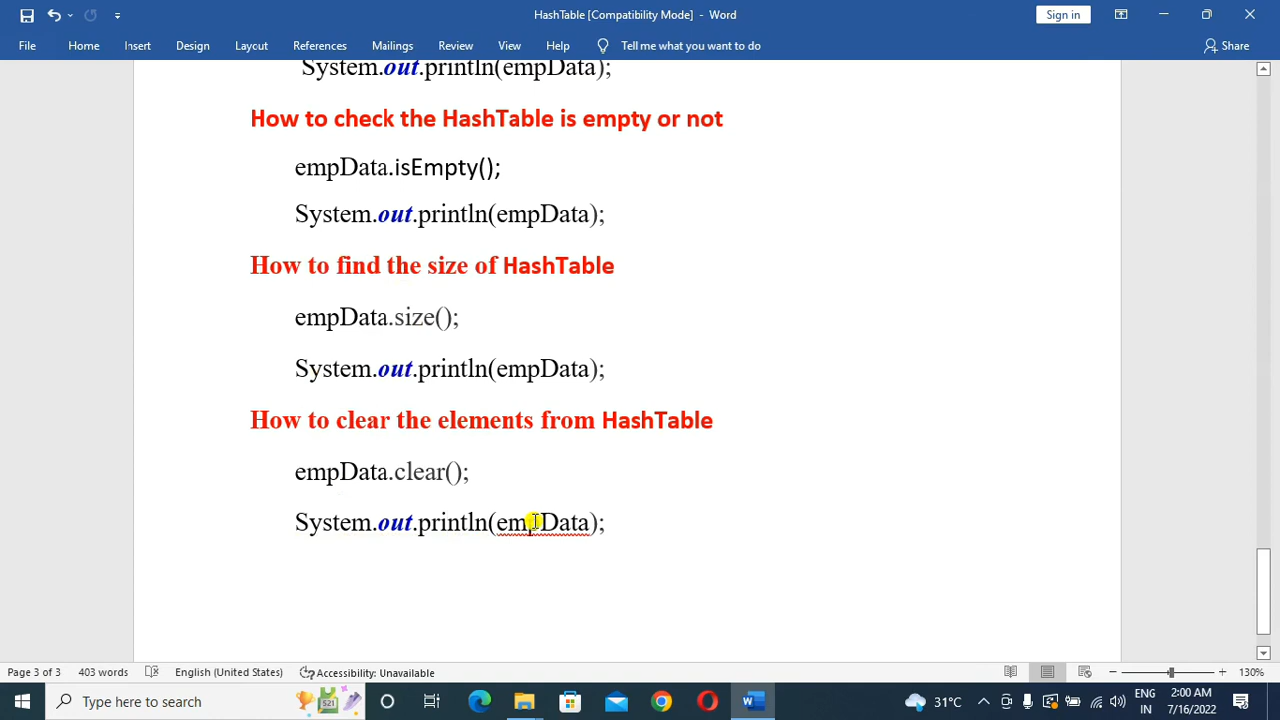 HashTable [Compatibility Mode] - Word
Sign in
File Home Insert Design Layout References Mailings Review View Help Tell me what you want to do Share
System.out.println(empData);
How to check the HashTable is empty or not
empData.isEmpty();
System.out.println(empData);
How to find the size of HashTable
empData.size();
System.out.println(empData);
How to clear the elements from HashTable
empData.clear();
System.out.println(empData);
Page 3 of 3 403 words English (United States) Accessibility: Unavailable 130%
Type here to search 31°C ENG 2:00 AM
IN 7/16/2022